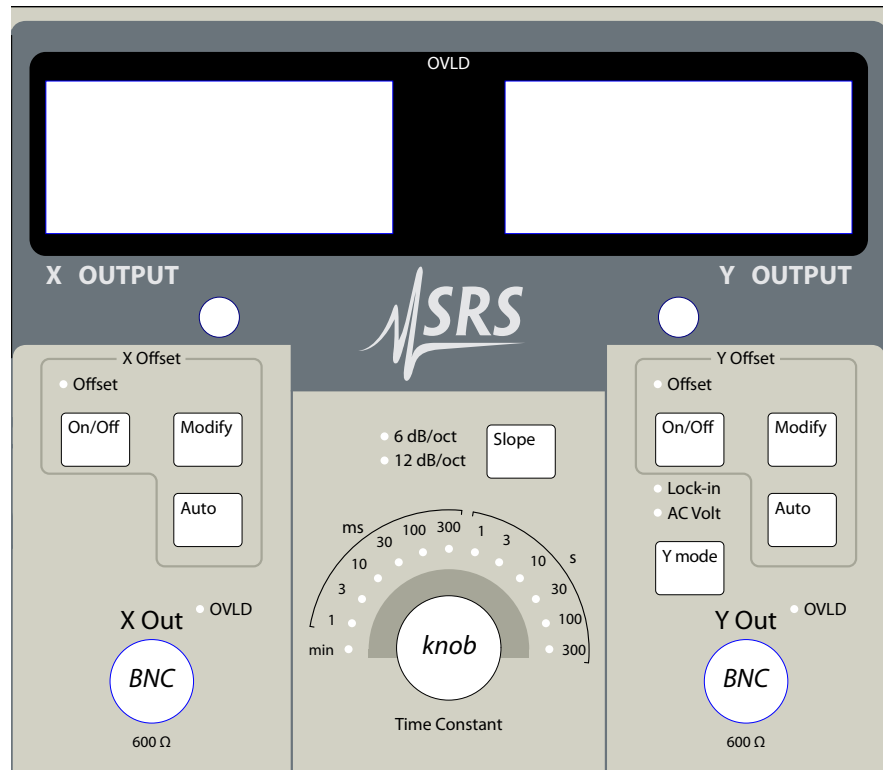 OVLD
X OUTPUT
Y OUTPUT
SRS
X Offset
Offset
On/Off
Modify
Auto
X Out
OVLD
BNC
600 Ω
6 dB/oct
12 dB/oct
Slope
ms
min
1
3
10
30
100
300
1
3
10
30
100
300
s
knob
Time Constant
Y Offset
Offset
On/Off
Modify
Lock-in
AC Volt
Auto
Y mode
Y Out
OVLD
BNC
600 Ω